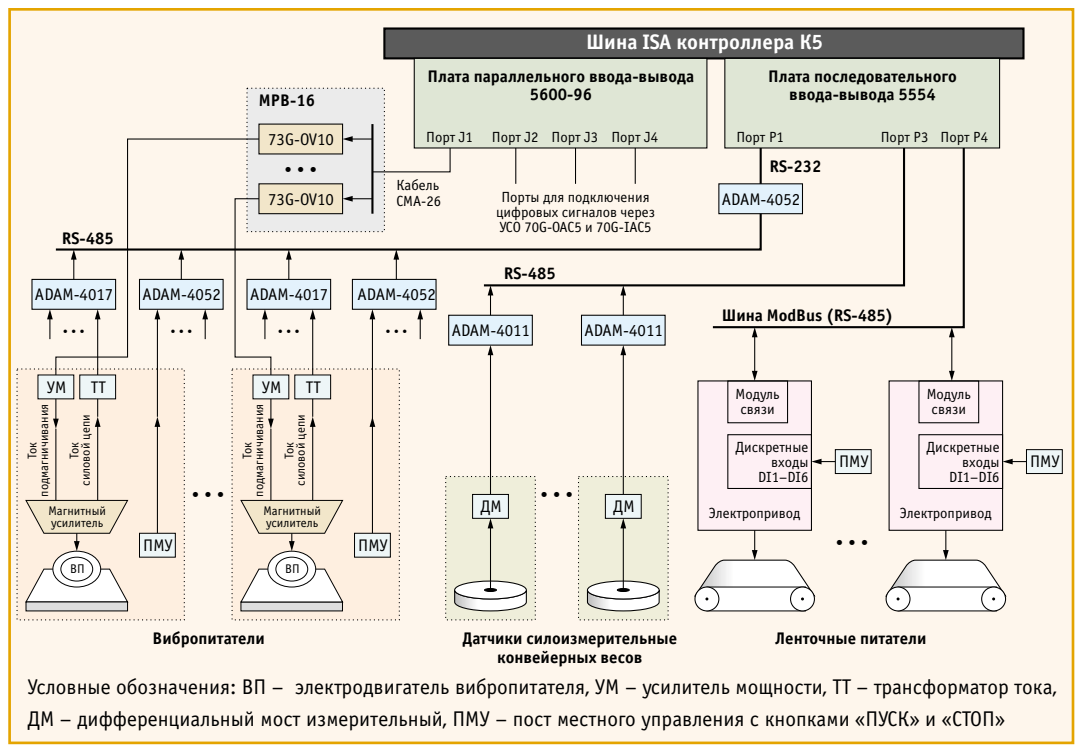 Шина ISA контроллера K5
Плата параллельного ввода-вывода
5600-96
Порт J1
Порт J2
Порт J3
Порт J4
Плата последовательного
ввода-вывода 5554
Порт P1
Порт P3
Порт P4
MPB-16
73G-OV10
• • •
73G-OV10
Кабель
CMA-26
Порты для подключения
цифровых сигналов через
УСО 70G-OAC5 и 70G-IAC5
RS-232
ADAM-4052
RS-485
ADAM-4017
ADAM-4052
ADAM-4017
ADAM-4052
RS-485
ADAM-4011
ADAM-4011
Шина ModBus (RS-485)
УМ
ТТ
Ток
подмагничивания
Ток
силовой цепи
Магнитный
усилитель
ВП
ПМУ
УМ
ТТ
Ток
подмагничивания
Ток
силовой цепи
Магнитный
усилитель
ВП
ПМУ
ДМ
ДМ
Модуль
связи
Дискретные
входы
DI1–DI6
ПМУ
Электропривод
Модуль
связи
Дискретные
входы
DI1–DI6
ПМУ
Электропривод
Вибропитатели
Датчики силоизмерительные
конвейерных весов
Ленточные питатели
Условные обозначения: ВП – электродвигатель вибропитателя, УМ – усилитель мощности, ТТ – трансформатор тока,
ДМ – дифференциальный мост измерительный, ПМУ – пост местного управления с кнопками «ПУСК» и «СТОП»